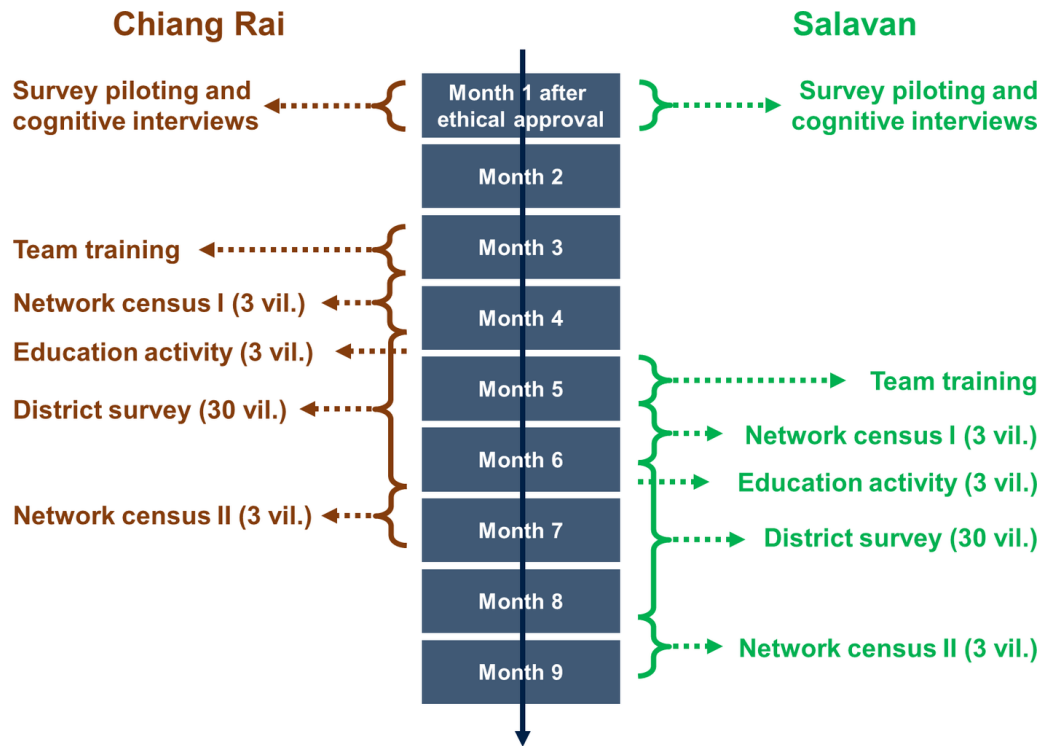 Chiang Rai
Salavan
Survey piloting and
cognitive interviews
Month 1 after
ethical approval
Survey piloting and
cognitive interviews
Month 2
Team training
Month 3
Network census I (3 vil.)
Month 4
Education activity (3 vil.)
Month 5
Team training
District survey (30 vil.)
Network census I (3 vil.)
Month 6
Education activity (3 vil.)
Network census II (3 vil.)
Month 7
District survey (30 vil.)
Month 8
Network census II (3 vil.)
Month 9